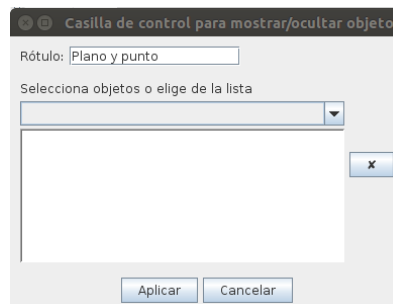 Casilla de control para mostrar/ocultar objeto
Rótulo: Plano y punto
Selecciona objetos o elige de la lista
Aplicar Cancelar